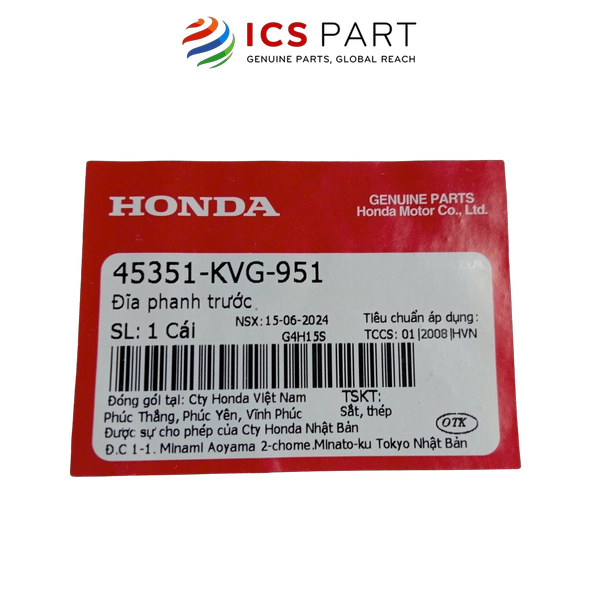 ICS PART
GENUINE PARTS, GLOBAL REACH
HONDA
GENUINE PARTS
Honda Motor Co., Ltd.
45351-KVG-951
Đĩa phanh trước
SL: 1 Cái
NSX: 15-06-2024
G4H15S
Tiêu chuẩn áp dụng:
TCCS: 01|2008|HVN
Đóng gói tại: Cty Honda Việt Nam
TSKT:
Phúc Thắng, Phúc Yên, Vĩnh Phúc
Sắt, thép
Được sự cho phép của Cty Honda Nhật Bản
Đ.C 1-1. Minami Aoyama 2-chome.Minato-ku Tokyo Nhật Bản
OTK